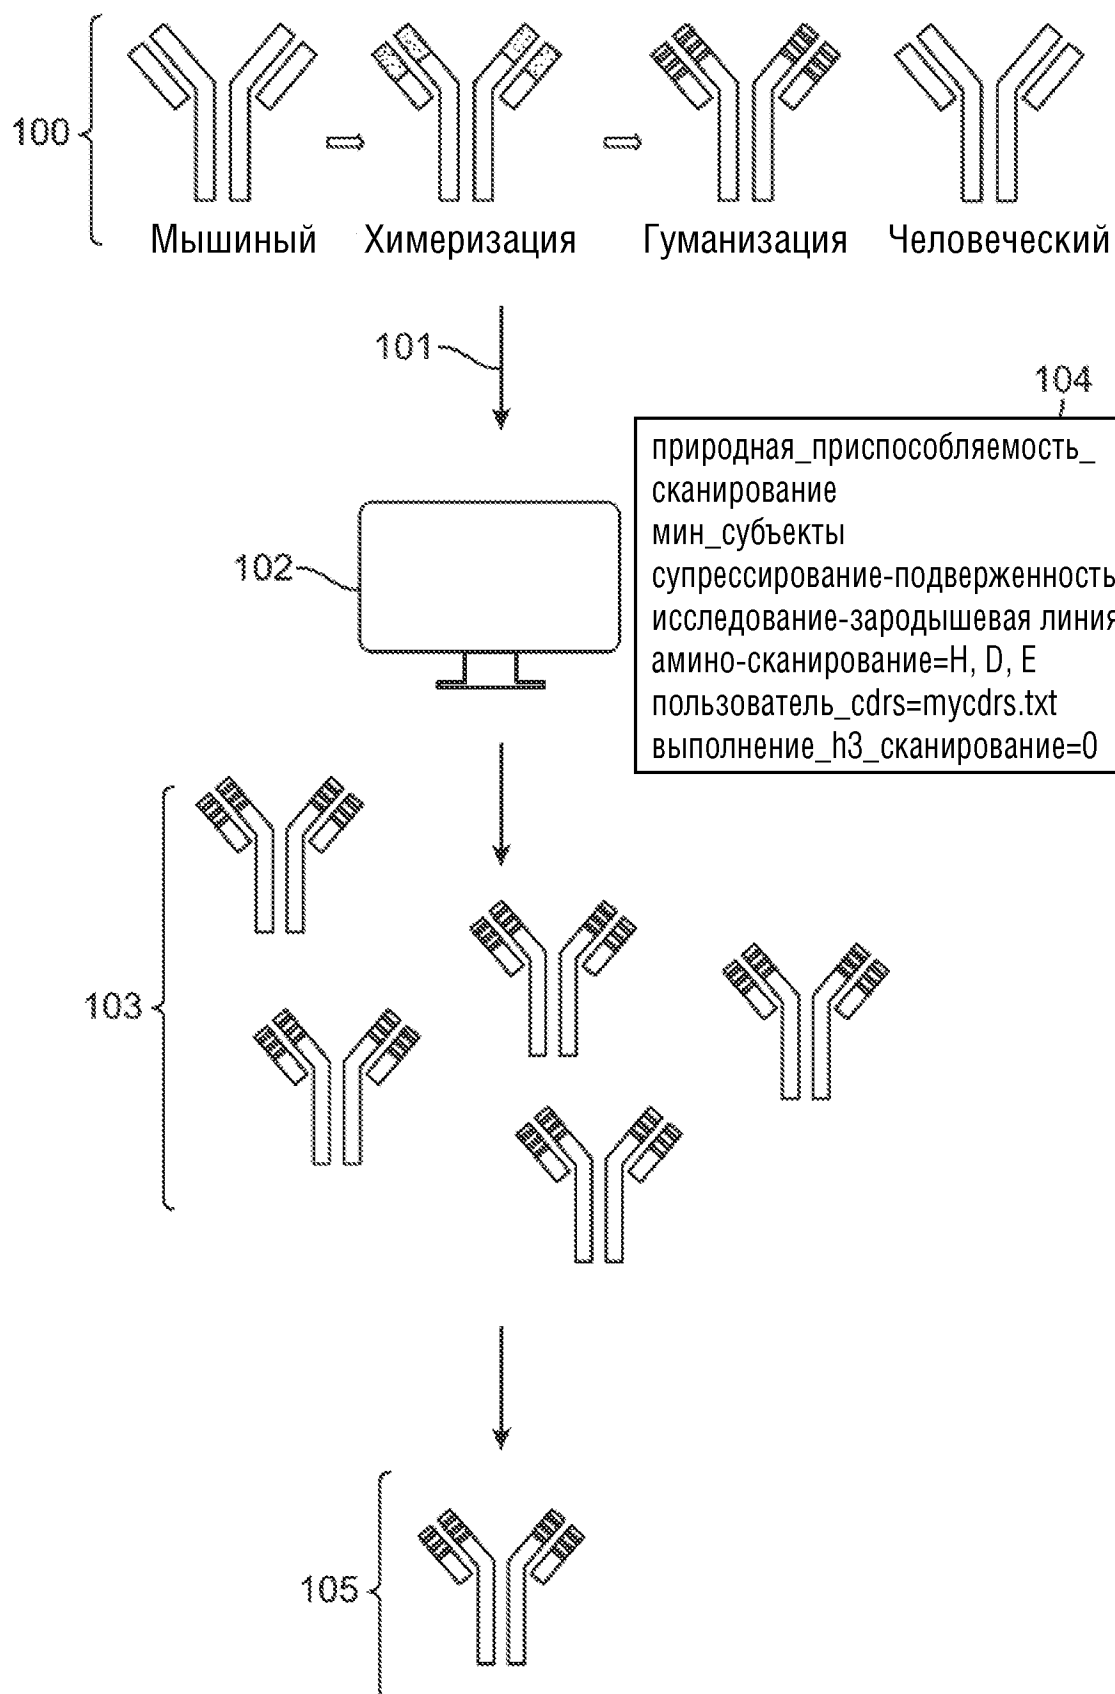 100
Мышиный Химеризация Гуманизация Человеческий
101
104
природная_приспособляемость_
сканирование
мин_субъекты
супрессирование-подверженность
исследование-зародышевая линия
амино-сканирование=H, D, E
пользователь_cdrs=mycdrs.txt
выполнение_h3_сканирование=0
102
103
105